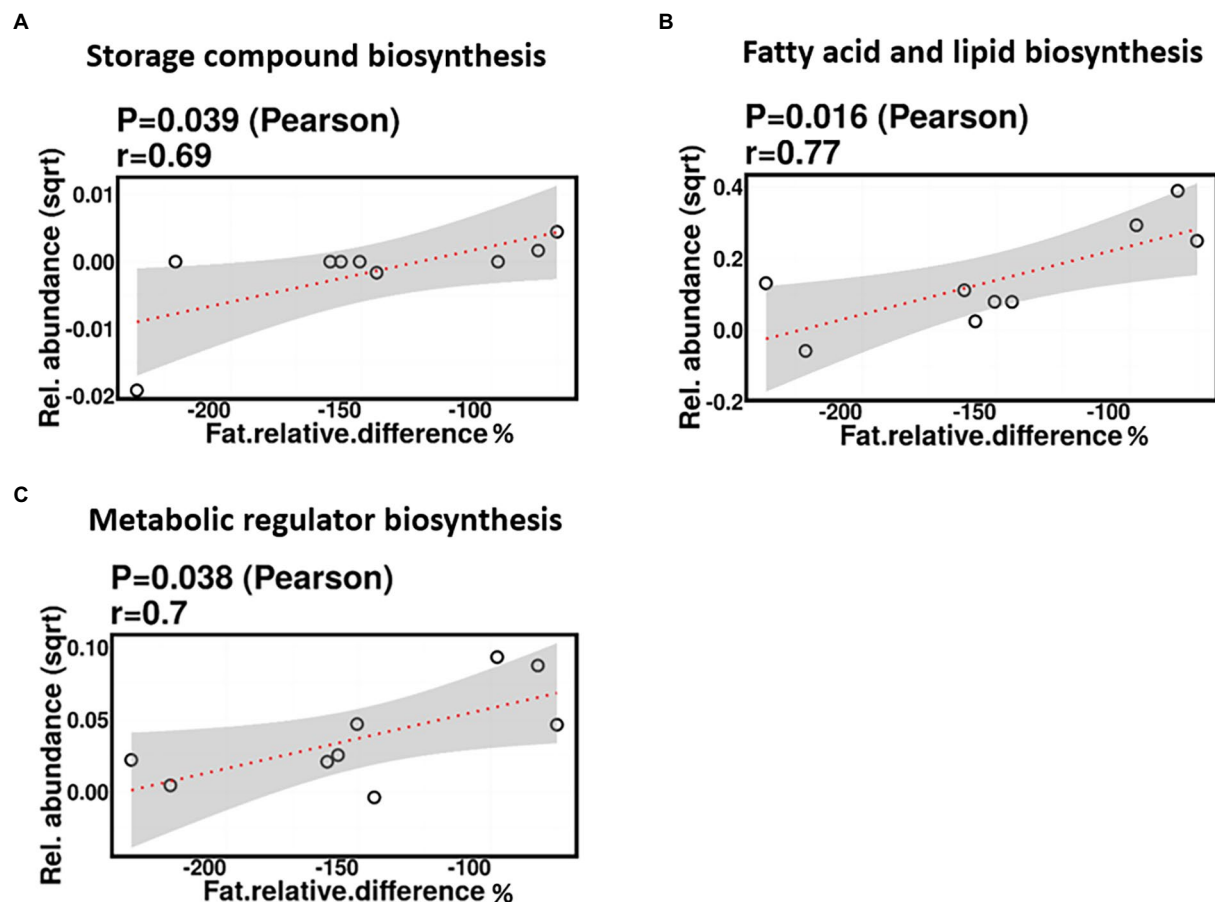 A
Storage compound biosynthesis
P=0.039 (Pearson)
r=0.69
Rel. abundance (sqrt)
0.01
0.00
-0.01
-0.02
-200
-150
-100
Fat.relative.difference %
B
Fatty acid and lipid biosynthesis
P=0.016 (Pearson)
r=0.77
Rel. abundance (sqrt)
0.4
0.2
0.0
-0.2
-200
-150
-100
Fat.relative.difference %
C
Metabolic regulator biosynthesis
P=0.038 (Pearson)
r=0.7
Rel. abundance (sqrt)
0.10
0.05
0.00
-200
-150
-100
Fat.relative.difference %